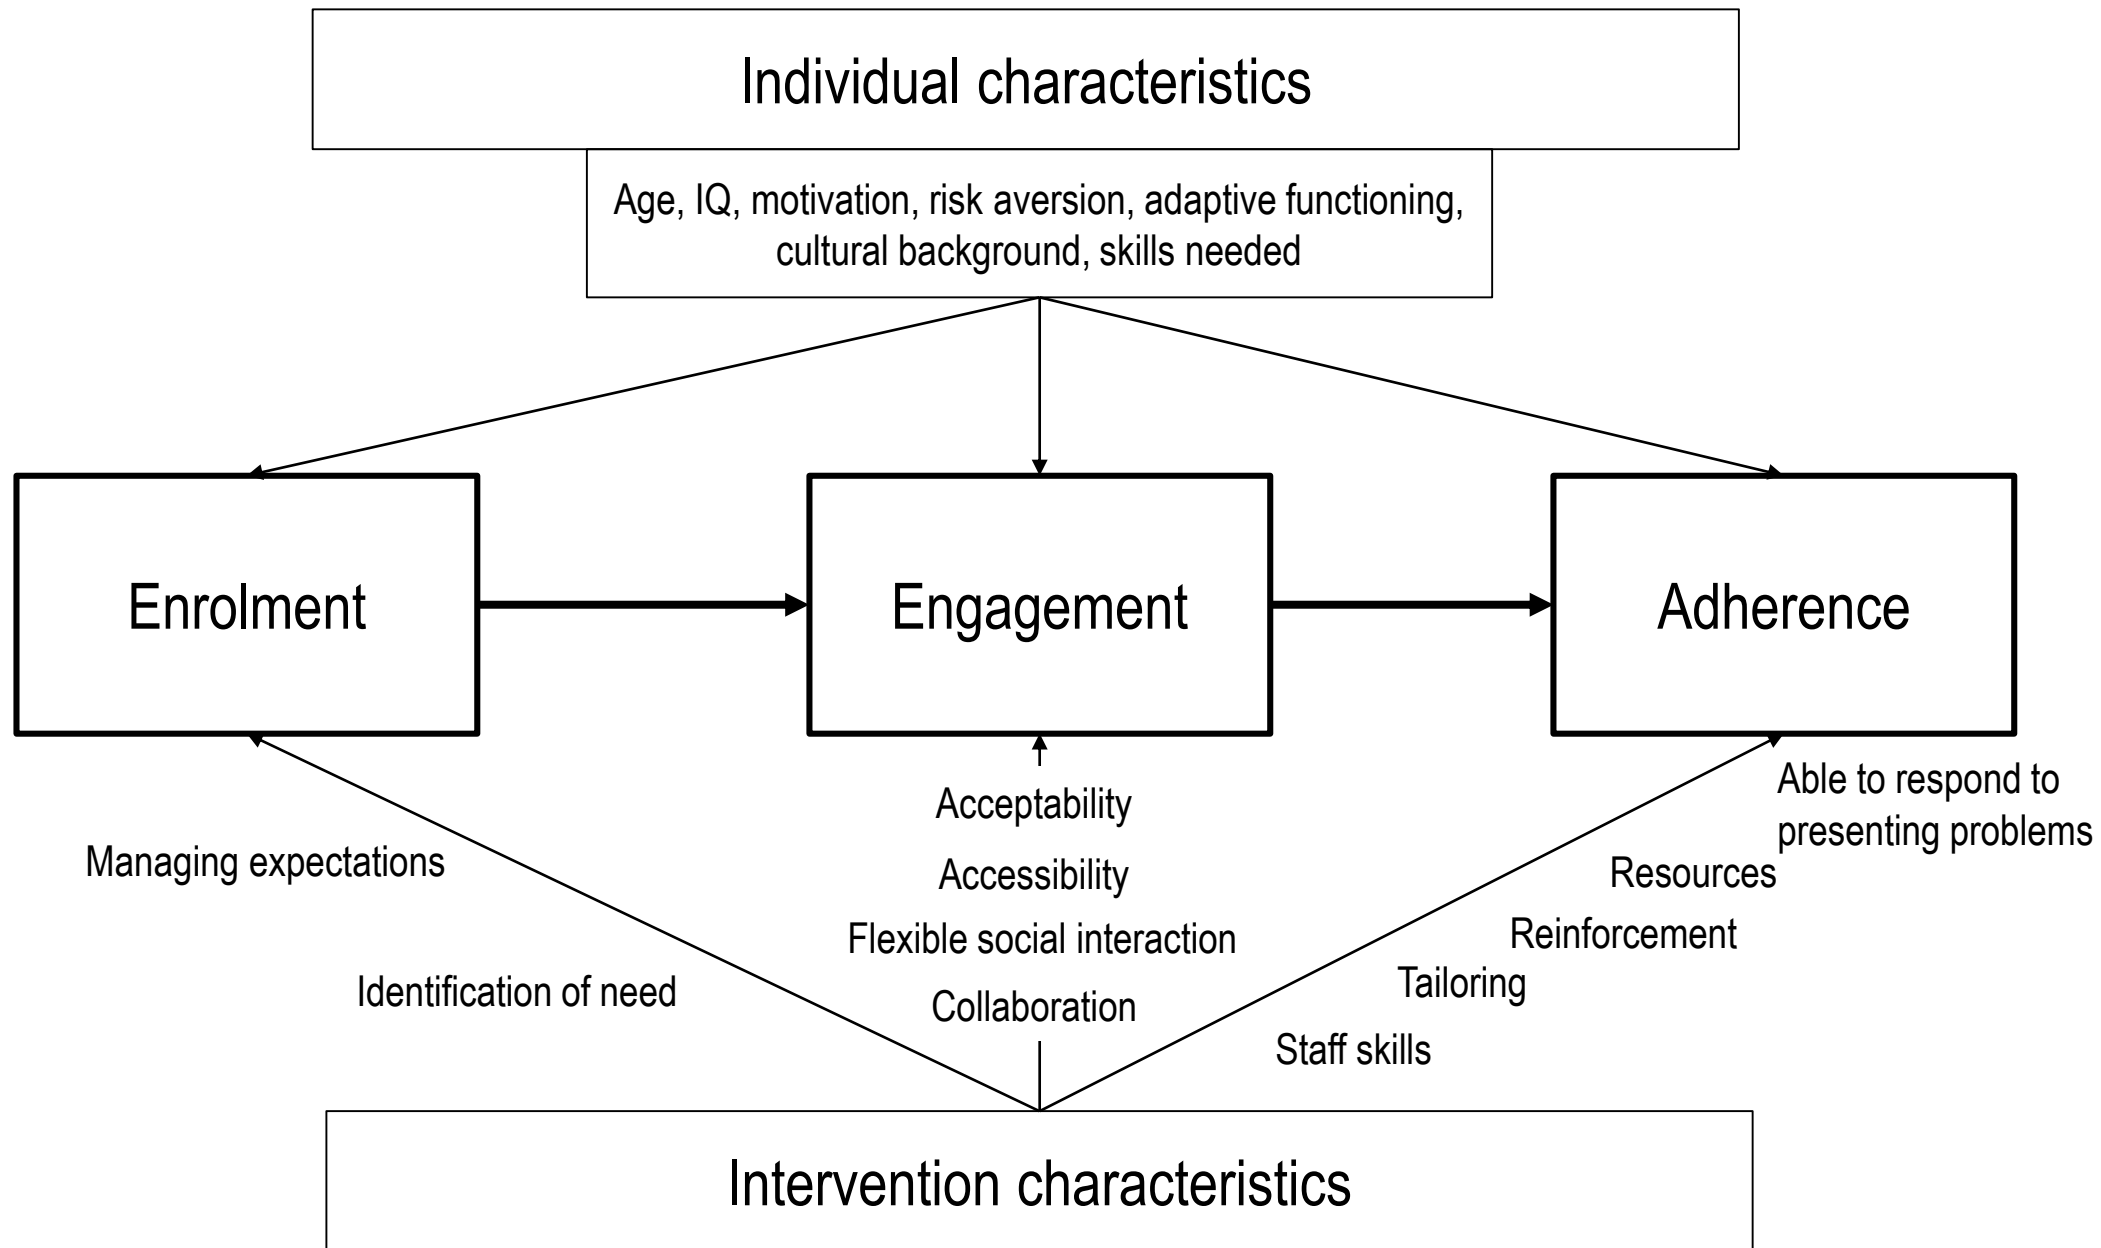 Individual characteristics
Age, IQ, motivation, risk aversion, adaptive functioning,
cultural background, skills needed
Enrolment
Engagement
Adherence
Managing expectations
Identification of need
Acceptability
Accessibility
Flexible social interaction
Collaboration
Able to respond to
presenting problems
Resources
Reinforcement
Tailoring
Staff skills
Intervention characteristics